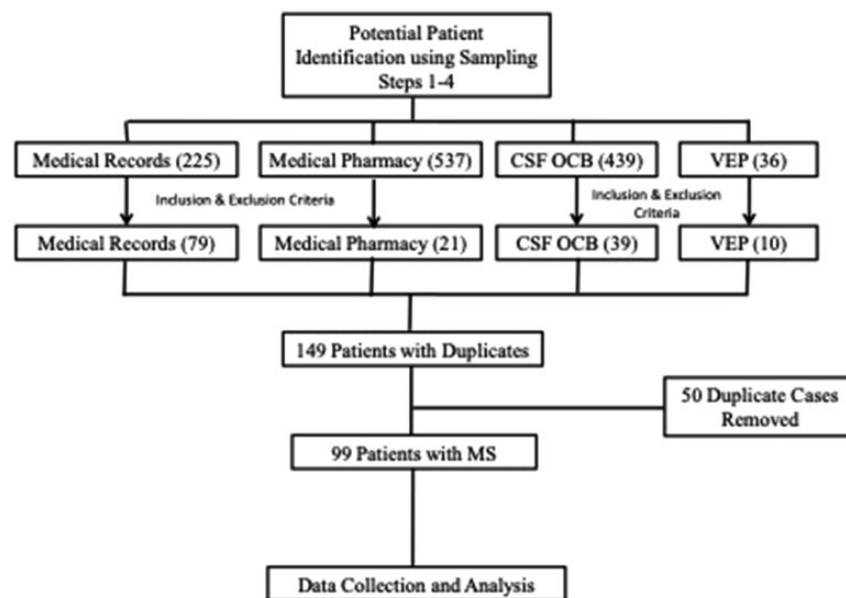 Potential Patient
Identification using Sampling
Steps 1-4
Medical Records (225)
Medical Pharmacy (537)
CSF OCB (439)
VEP (36)
Inclusion & Exclusion Criteria
Inclusion & Exclusion
Criteria
Medical Records (79)
Medical Pharmacy (21)
CSF OCB (39)
VEP (10)
149 Patients with Duplicates
50 Duplicate Cases
Removed
99 Patients with MS
Data Collection and Analysis